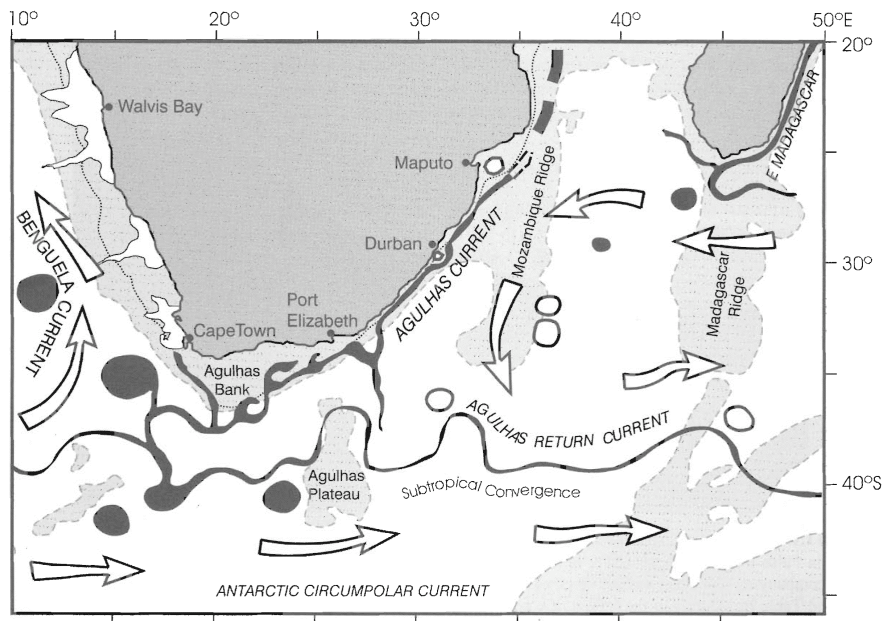 10°
20°
30°
40°
50°E
20°
Walvis Bay
Maputo
E MADAGASCAR
Mozambique Ridge
Durban
AGULHAS CURRENT
30°
BENGUELA CURRENT
Port
Elizabeth
Madagascar
Ridge
CapeTown
Agulhas
Bank
AGULHAS RETURN CURRENT
Agulhas
Plateau
Subtropical Convergence
40°S
ANTARCTIC CIRCUMPOLAR CURRENT